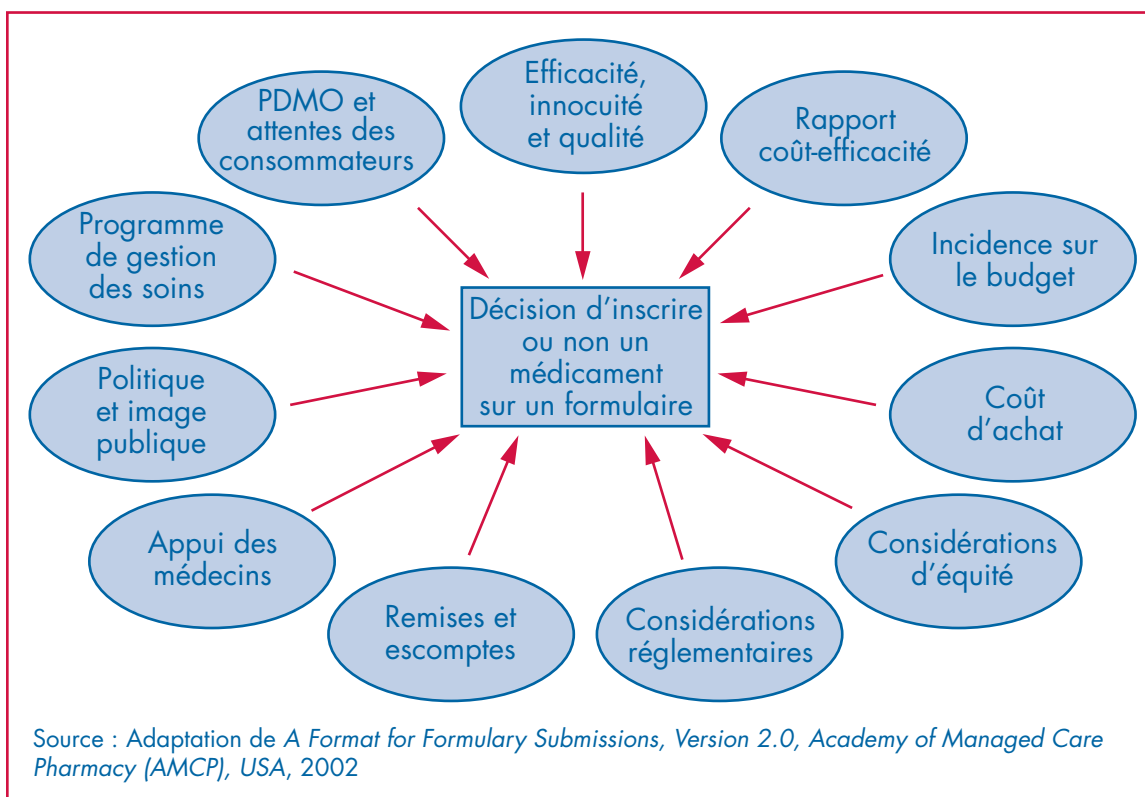 Efficacité,
innocuité
et qualité
Rapport
coût-efficacité
Incidence sur
le budget
Coût
d’achat
Considérations
d’équité
Considérations
réglementaires
Remises et
escomptes
Appui des
médecins
Politique
et image
publique
Programme
de gestion
des soins
PDMO et
attentes des
consommateurs
Décision d’inscrire
ou non un
médicament
sur un formulaire
Source : Adaptation de A Format for Formulary Submissions, Version 2.0, Academy of Managed Care
Pharmacy (AMCP), USA, 2002